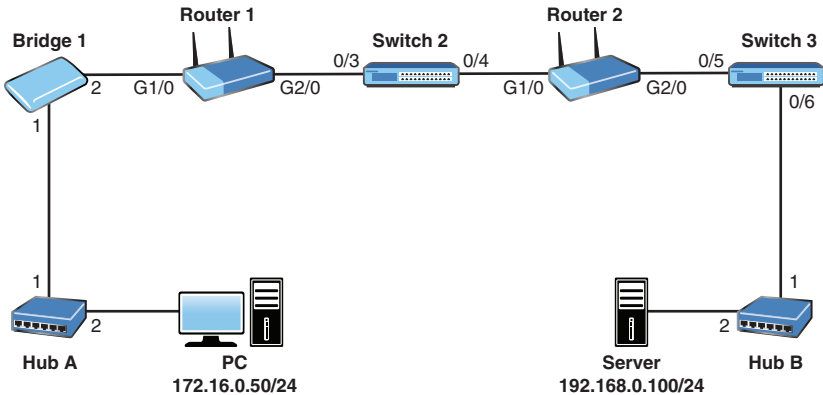 Router 1
Router 2
Bridge 1
Switch 2
Switch 3
2
G1/0
G2/0
0/3
0/4
G1/0
G2/0
0/5
0/6
1
1
2
1
2
Hub A
PC
172.16.0.50/24
Server
192.168.0.100/24
Hub B